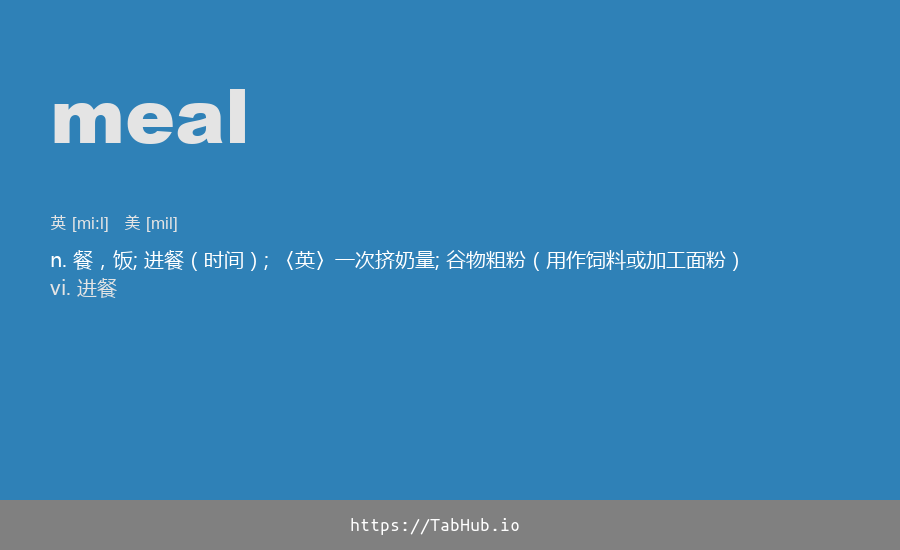 meal
英 [mi:l] 美 [mil]
n. 餐，饭; 进餐（时间）; 〈英〉一次挤奶量; 谷物粗粉（用作饲料或加工面粉）
vi. 进餐
https://TabHub.io